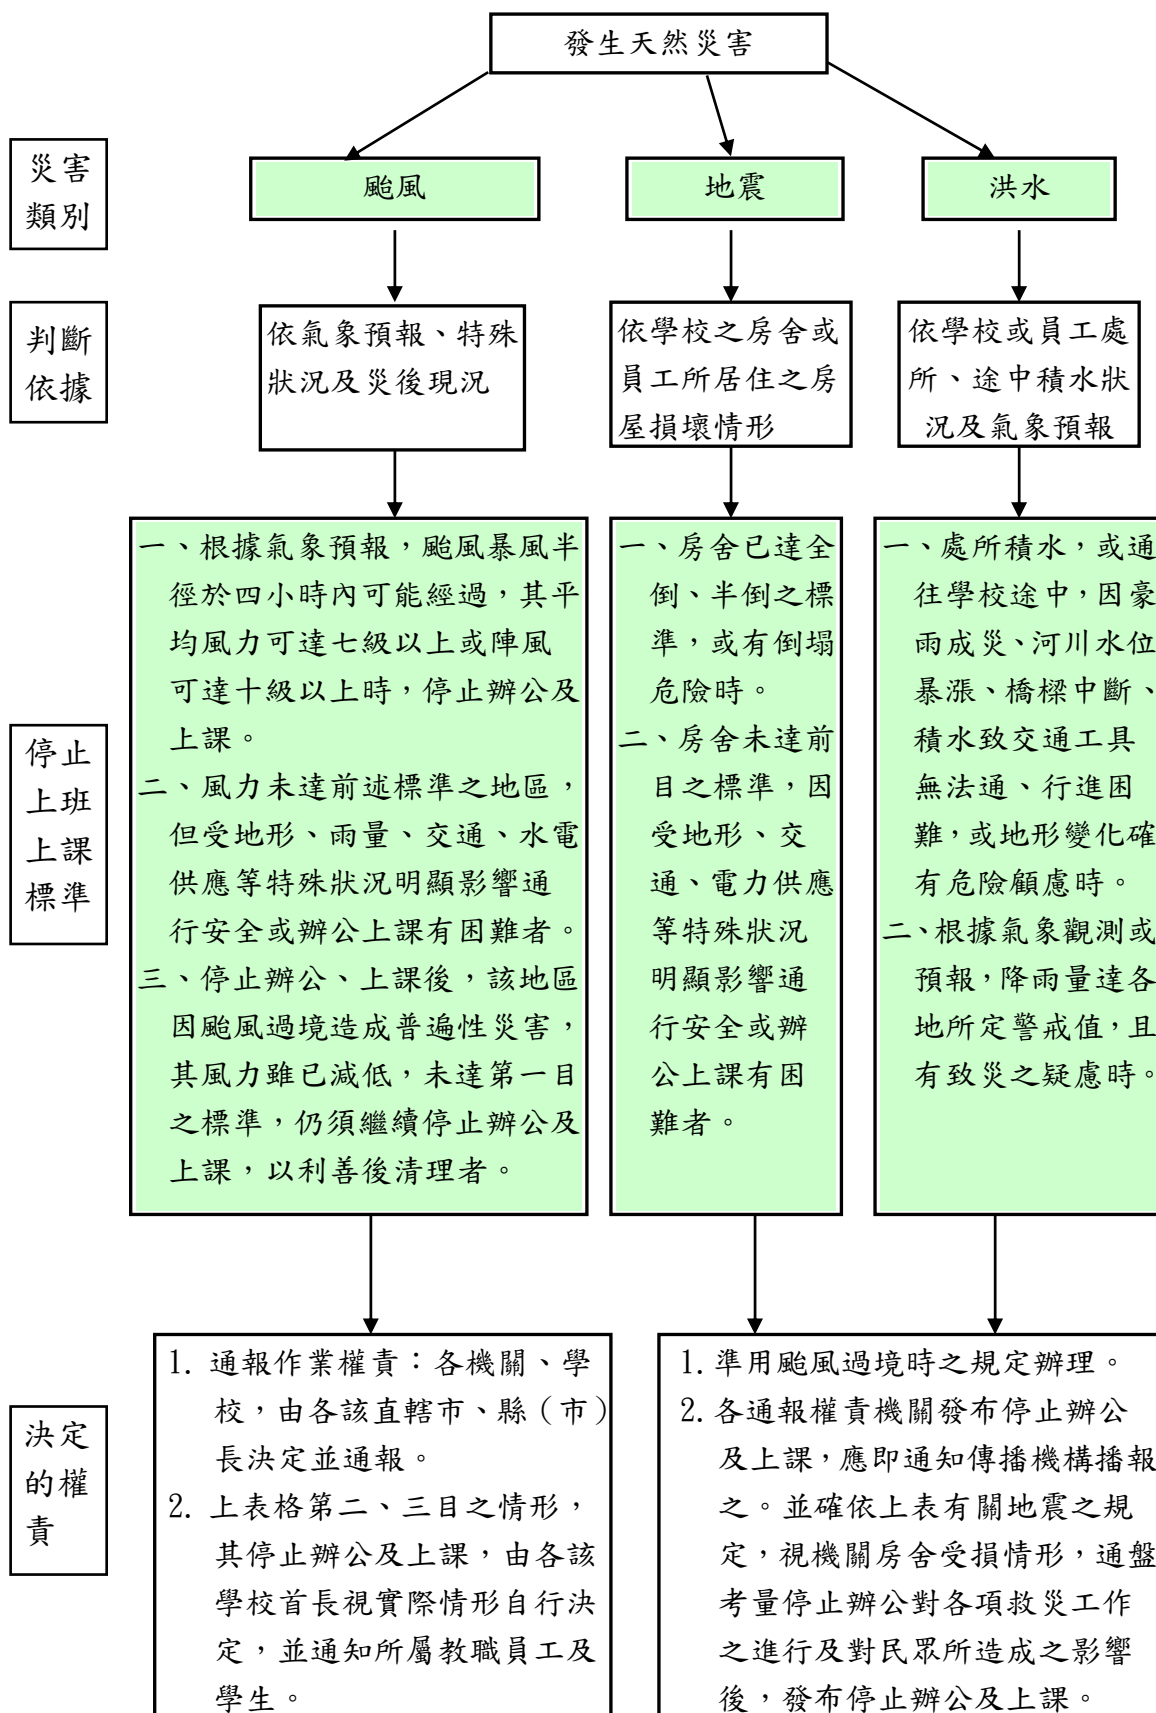 發生天然災害
災害
類別
颱風
地震
洪水
判斷
依據
依氣象預報、特殊
狀況及災後現況
依學校之房舍或
員工所居住之房
屋損壞情形
依學校或員工處
所、途中積水狀
況及氣象預報
停止
上班
上課
標準
一、根據氣象預報，颱風暴風半
徑於四小時內可能經過，其平
均風力可達七級以上或陣風
可達十級以上時，停止辦公及
上課。
二、風力未達前述標準之地區，
但受地形、雨量、交通、水電
供應等特殊狀況明顯影響通
行安全或辦公上課有困難者。
三、停止辦公、上課後，該地區
因颱風過境造成普遍性災害，
其風力雖已減低，未達第一目
之標準，仍須繼續停止辦公及
上課，以利善後清理者。
一、房舍已達全
倒、半倒之標
準，或有倒塌
危險時。
二、房舍未達前
目之標準，因
受地形、交
通、電力供應
等特殊狀況
明顯影響通
行安全或辦
公上課有困
難者。
一、處所積水，或通
往學校途中，因豪
雨成災、河川水位
暴漲、橋樑中斷、
積水致交通工具
無法通、行進困
難，或地形變化確
有危險顧慮時。
二、根據氣象觀測或
預報，降雨量達各
地所定警戒值，且
有致災之疑慮時。
決定
的權
責
1. 通報作業權責：各機關、學
校，由各該直轄市、縣（市）
長決定並通報。
2. 上表格第二、三目之情形，
其停止辦公及上課，由各該
學校首長視實際情形自行決
定，並通知所屬教職員工及
學生。
1. 準用颱風過境時之規定辦理。
2. 各通報權責機關發布停止辦公
及上課，應即通知傳播機構播報
之。並確依上表有關地震之規
定，視機關房舍受損情形，通盤
考量停止辦公對各項救災工作
之進行及對民眾所造成之影響
後，發布停止辦公及上課。